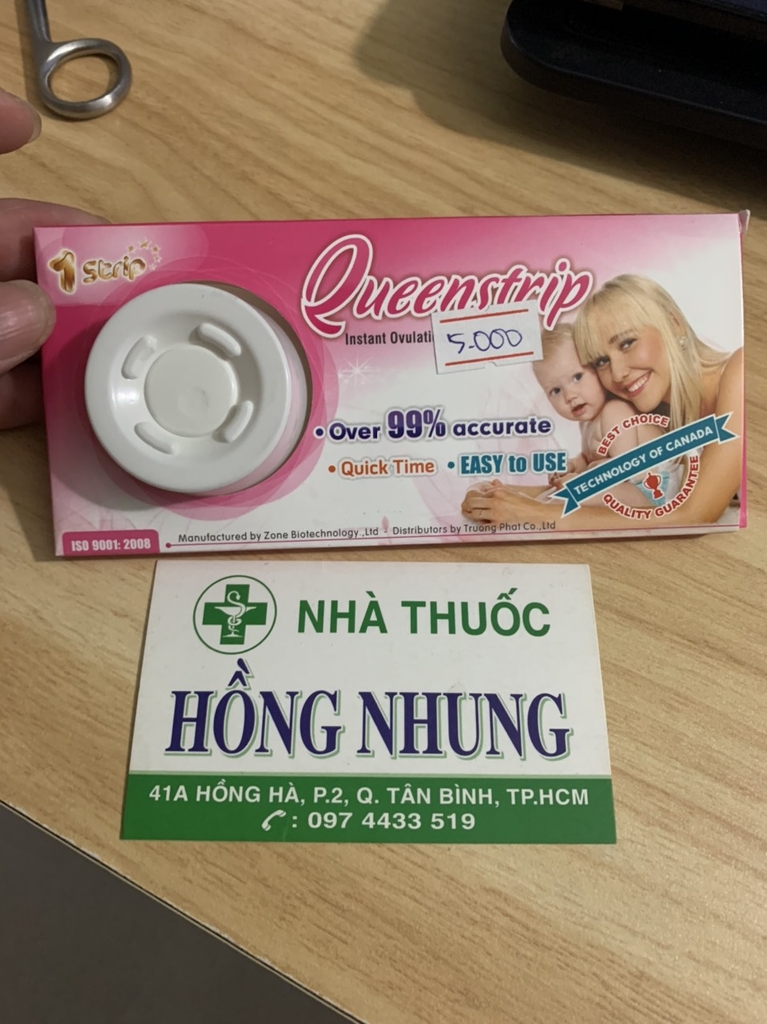 1 Strip
Queenstrip
Instant
5.000
• Over 99% accurate
• Quick Time • EASY to USE
BEST CHOICE
TECHNOLOGY OF CANADA
QUALITY GUARANTEE
ISO 9001: 2008
Manufactured by Zone Biotechnology .,Ltd - Distributors by Truong Phat Co.,Ltd
NHÀ THUỐC
HỒNG NHUNG
41A HỒNG HÀ, P.2, Q. TÂN BÌNH, TP.HCM
: 097 4433 519